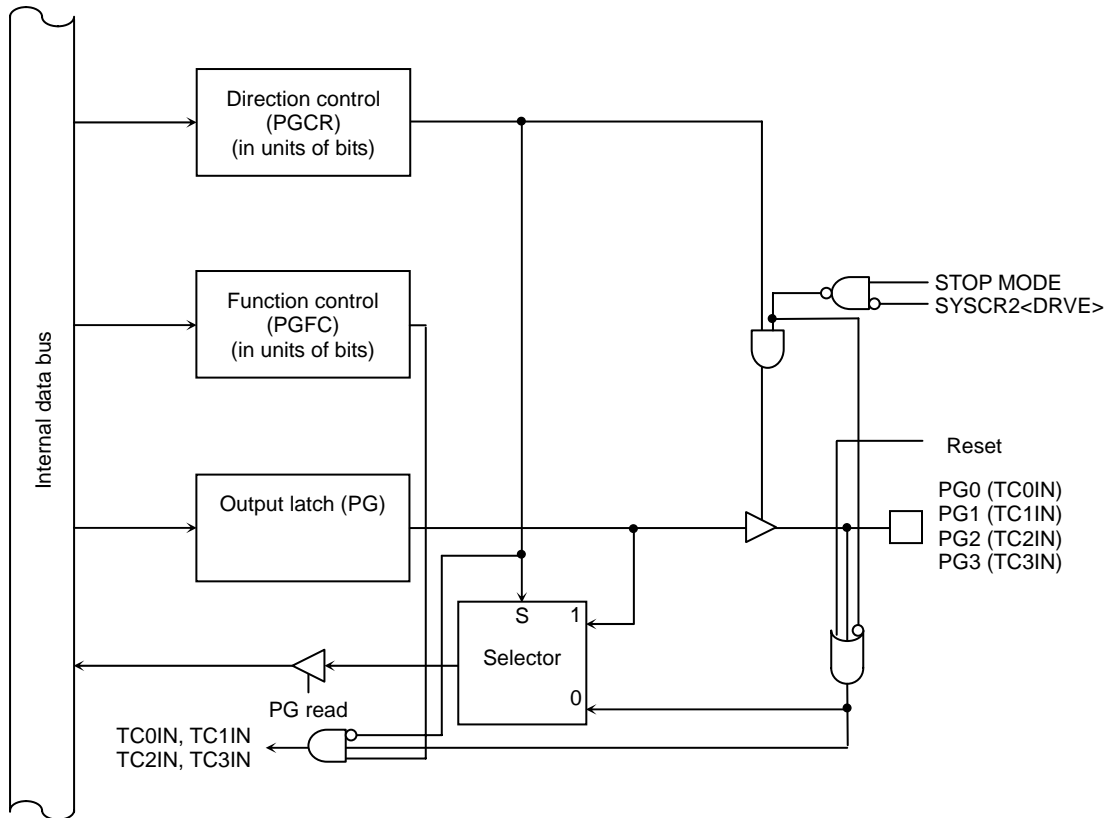 Internal data bus
Direction control
(PGCR)
(in units of bits)
Function control
(PGFC)
(in units of bits)
STOP MODE
SYSCR2<DRVE>
Reset
Output latch (PG)
PG0 (TC0IN)
PG1 (TC1IN)
PG2 (TC2IN)
PG3 (TC3IN)
S
1
Selector
0
PG read
TC0IN, TC1IN
TC2IN, TC3IN